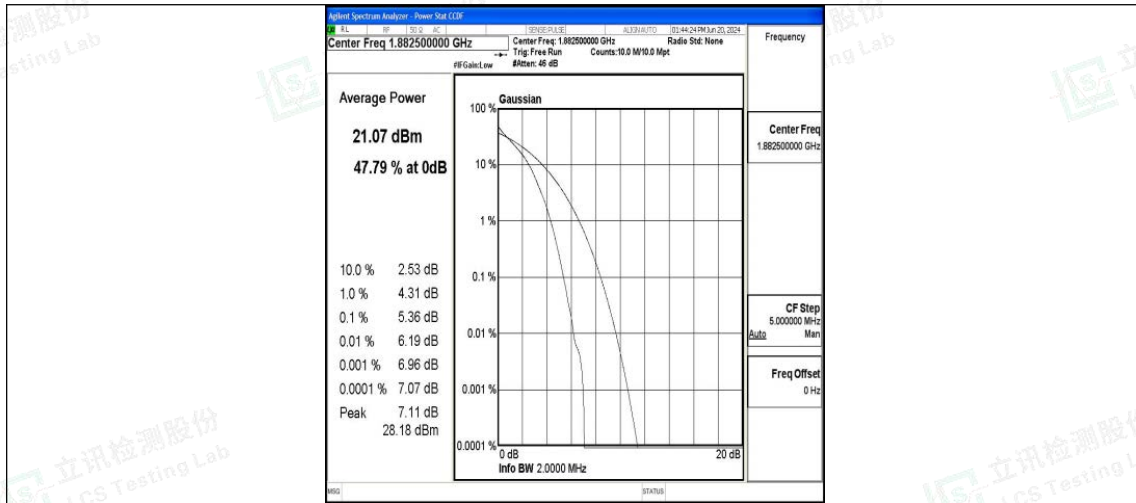 Agilent Spectrum Analyzer - Power Stat CCDF
RL RF 50 Ω AC SENSE:PULSE ALIGNAUTO 01:44:24 PM Jun 20, 2024
Center Freq 1.882500000 GHz
Center Freq: 1.882500000 GHz
Radio Std: None
Trig: Free Run
Counts:10.0 M/10.0 Mpt
#IFGain:Low
#Atten: 46 dB
Frequency
Center Freq
1.882500000 GHz
CF Step
5.000000 MHz
Auto Man
Freq Offset
0 Hz
Average Power
21.07 dBm
47.79 % at 0dB
10.0 % 2.53 dB
1.0 % 4.31 dB
0.1 % 5.36 dB
0.01 % 6.19 dB
0.001 % 6.96 dB
0.0001 % 7.07 dB
Peak 7.11 dB
28.18 dBm
Gaussian
100 %
10 %
1 %
0.1 %
0.01 %
0.001 %
0.0001 %
0 dB
20 dB
Info BW 2.0000 MHz
MSG
STATUS
立讯检测股份
LCS Testing Lab